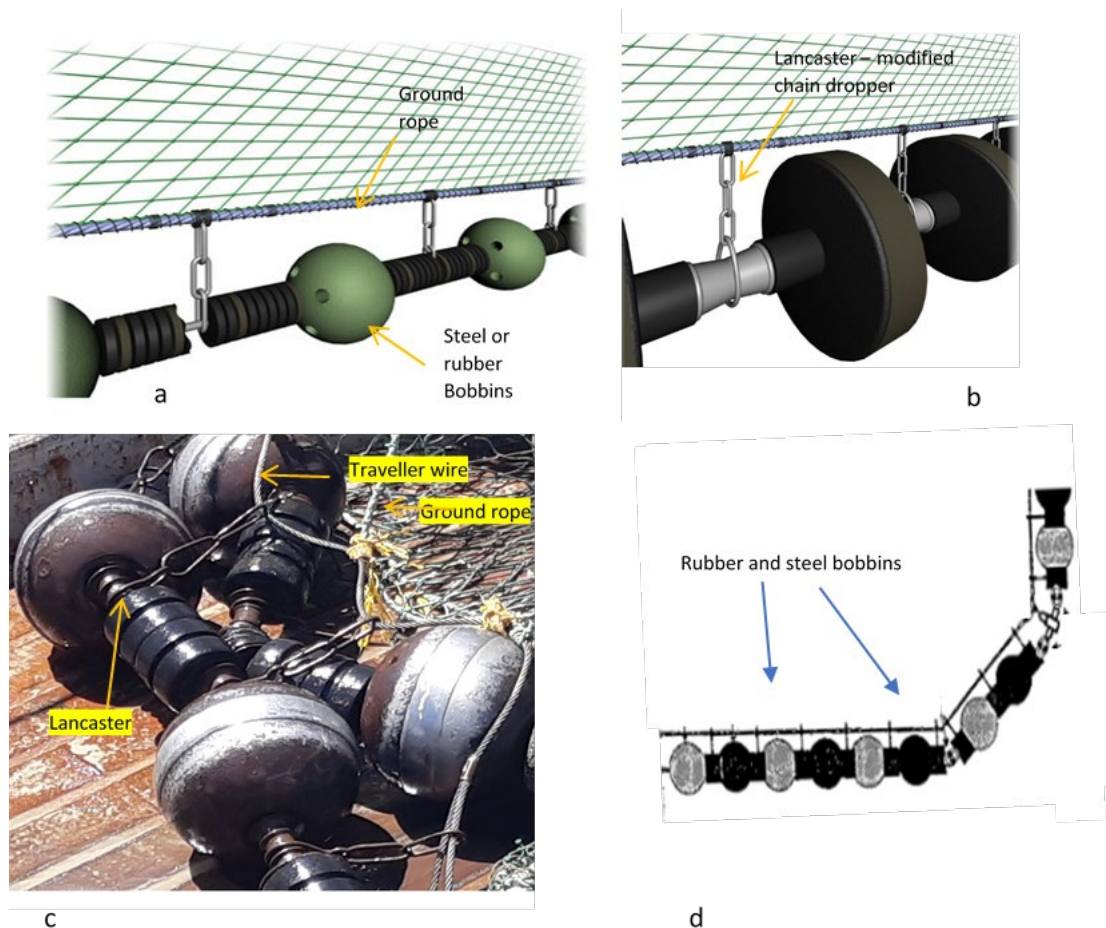 Ground
rope
Steel or
rubber
Bobbins
a
Lancaster – modified
chain dropper
b
Traveller wire
Ground rope
Lancaster
c
Rubber and steel bobbins
d